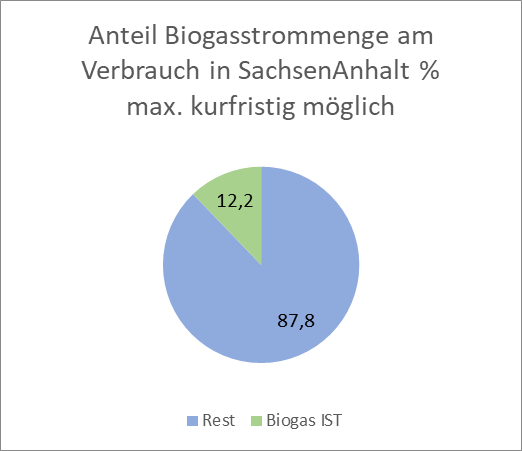 Anteil Biogasstrommenge am
Verbrauch in SachsenAnhalt %
max. kurfristig möglich
12,2
87,8
Rest Biogas IST